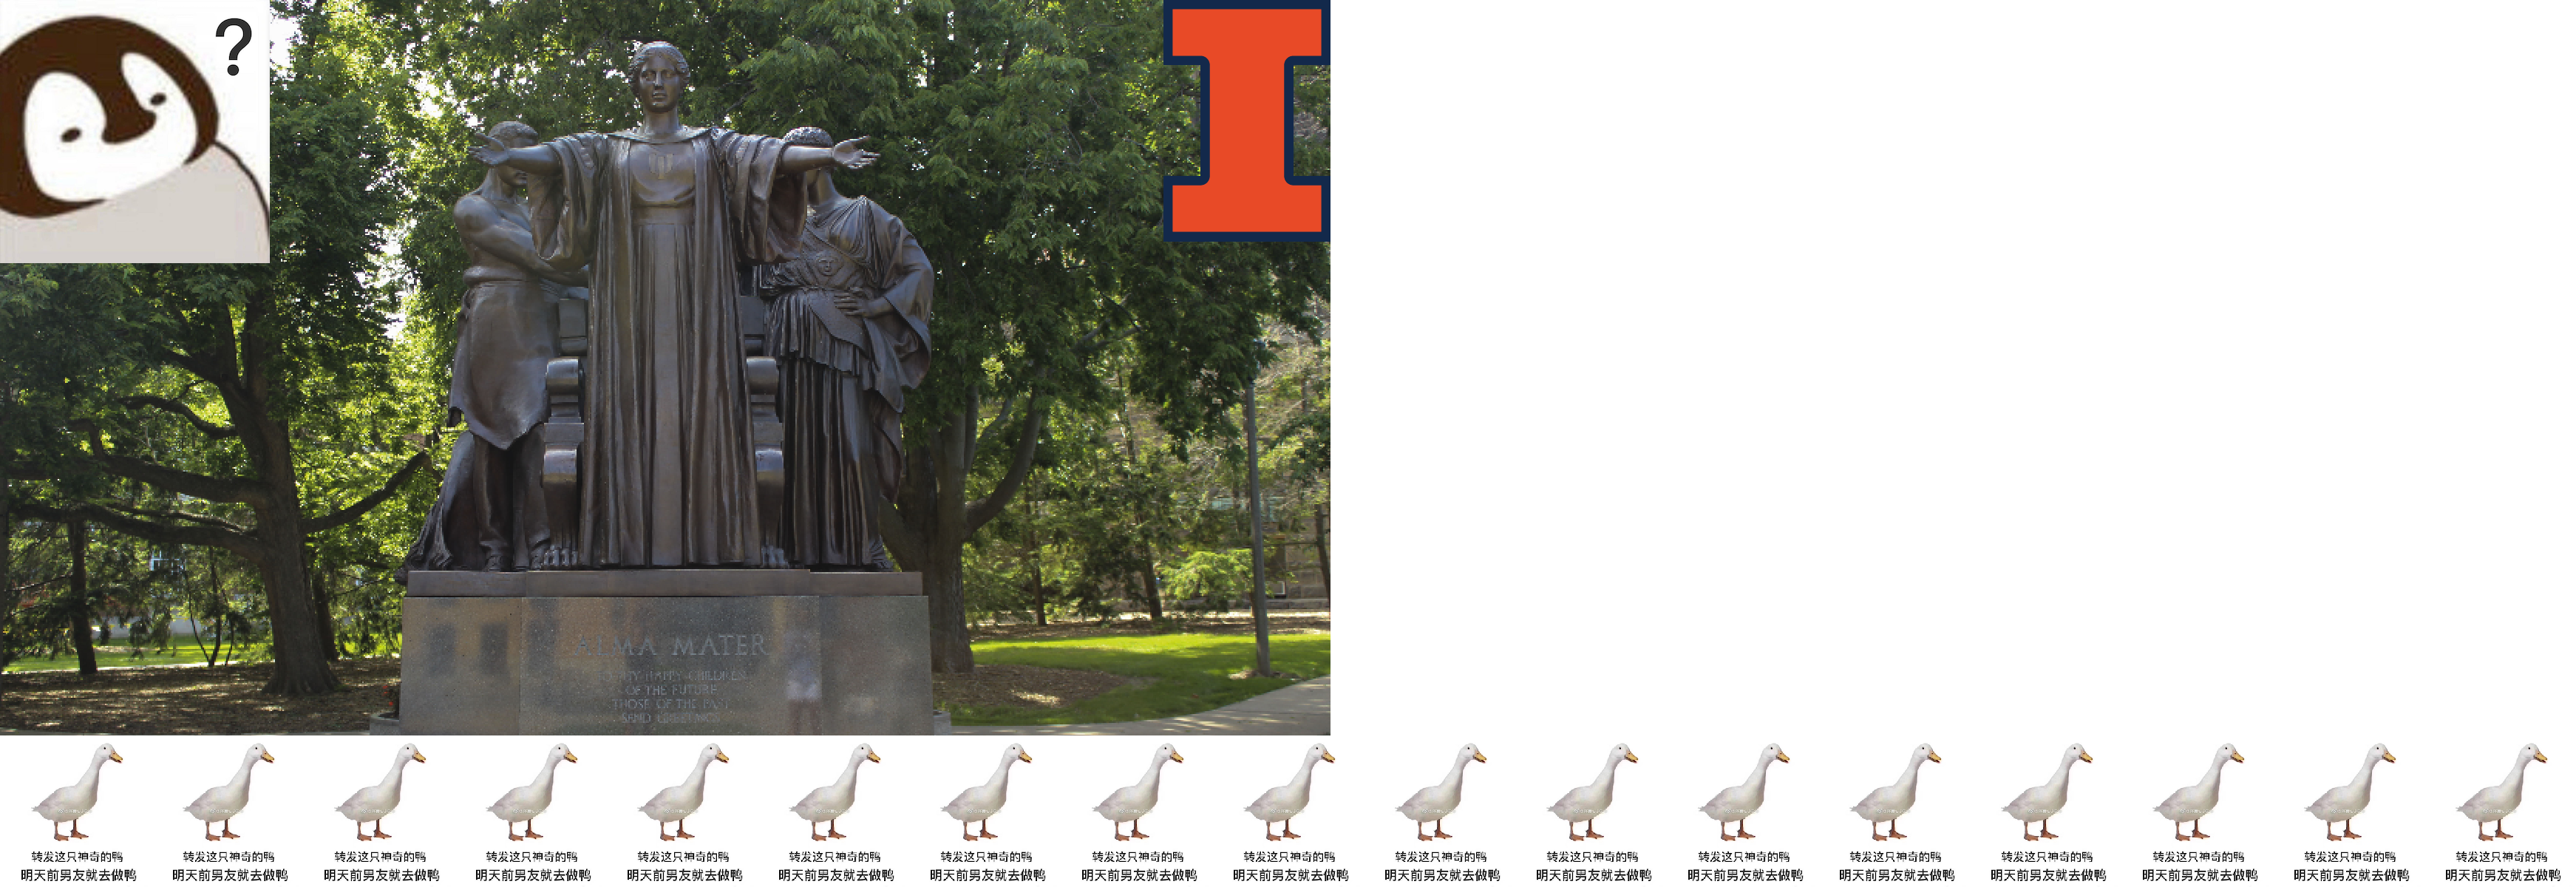 ?
I
ALMA MATER
TO THY HAPPY CHILDREN
OF THE FUTURE
THOSE OF THE PAST
SEND GREETINGS
转发这只神奇的鸭 转发这只神奇的鸭 转发这只神奇的鸭 转发这只神奇的鸭 转发这只神奇的鸭 转发这只神奇的鸭 转发这只神奇的鸭 转发这只神奇的鸭 转发这只神奇的鸭 转发这只神奇的鸭 转发这只神奇的鸭 转发这只神奇的鸭 转发这只神奇的鸭 转发这只神奇的鸭 转发这只神奇的鸭 转发这只神奇的鸭 转发这只神奇的鸭
明天前男友就去做鸭 明天前男友就去做鸭 明天前男友就去做鸭 明天前男友就去做鸭 明天前男友就去做鸭 明天前男友就去做鸭 明天前男友就去做鸭 明天前男友就去做鸭 明天前男友就去做鸭 明天前男友就去做鸭 明天前男友就去做鸭 明天前男友就去做鸭 明天前男友就去做鸭 明天前男友就去做鸭 明天前男友就去做鸭 明天前男友就去做鸭 明天前男友就去做鸭